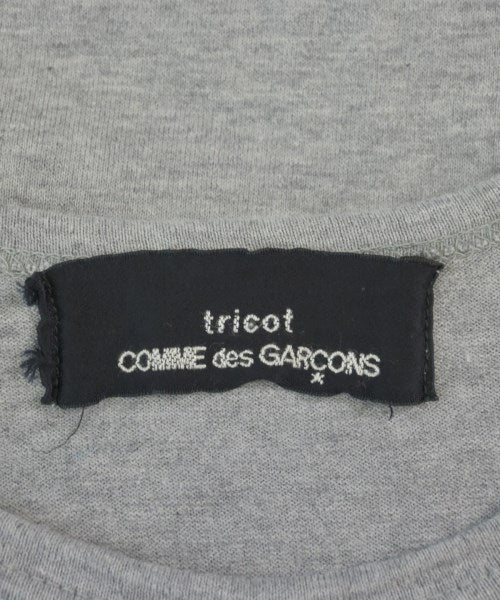 tricot
COMME des GARÇONS
*